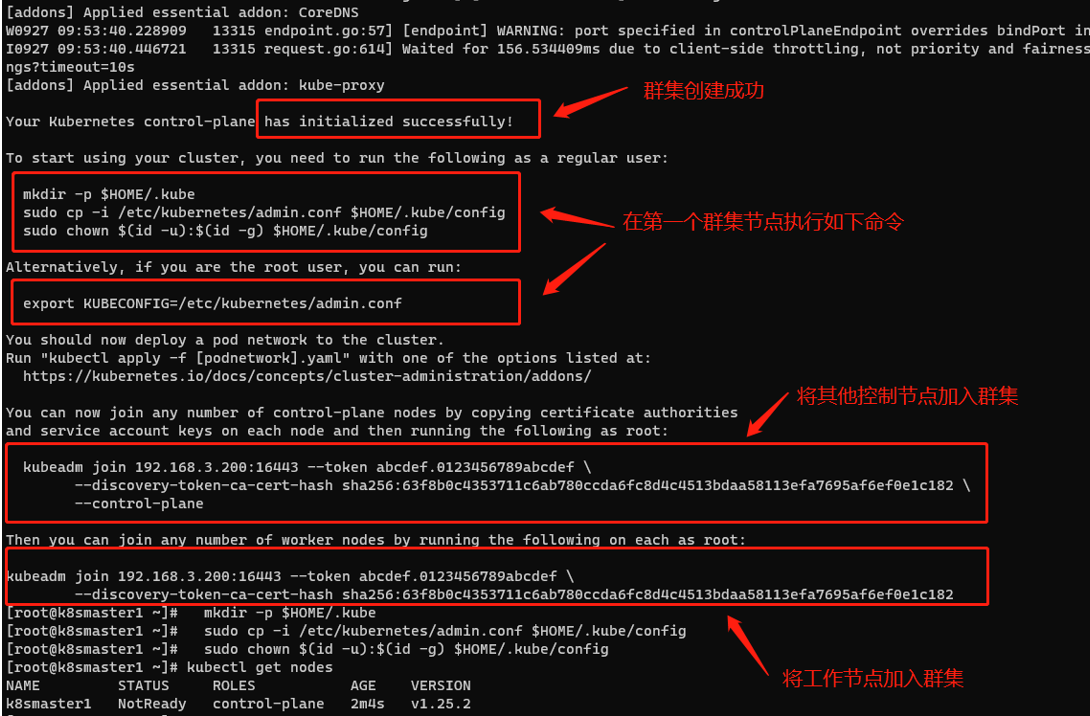 [addons] Applied essential addon: CoreDNS
W0927 09:53:40.228909   13315 endpoint.go:57] [endpoint] WARNING: port specified in controlPlaneEndpoint overrides bindPort in
I0927 09:53:40.446721   13315 request.go:614] Waited for 156.534409ms due to client-side throttling, not priority and fairness
ngs?timeout=10s
[addons] Applied essential addon: kube-proxy
群集创建成功
Your Kubernetes control-plane has initialized successfully!
To start using your cluster, you need to run the following as a regular user:
mkdir -p $HOME/.kube
sudo cp -i /etc/kubernetes/admin.conf $HOME/.kube/config
在第一个群集节点执行如下命令
sudo chown $(id -u):$(id -g) $HOME/.kube/config
Alternatively, if you are the root user, you can run:
export KUBECONFIG=/etc/kubernetes/admin.conf
You should now deploy a pod network to the cluster.
Run "kubectl apply -f [podnetwork].yaml" with one of the options listed at:
https://kubernetes.io/docs/concepts/cluster-administration/addons/
将其他控制节点加入群集
You can now join any number of control-plane nodes by copying certificate authorities
and service account keys on each node and then running the following as root:
kubeadm join 192.168.3.200:16443 --token abcdef.0123456789abcdef \
--discovery-token-ca-cert-hash sha256:63f8b0c4353711c6ab780ccda6fc8d4c4513bdaa58113efa7695af6ef0e1c182 \
--control-plane
Then you can join any number of worker nodes by running the following on each as root:
kubeadm join 192.168.3.200:16443 --token abcdef.0123456789abcdef \
--discovery-token-ca-cert-hash sha256:63f8b0c4353711c6ab780ccda6fc8d4c4513bdaa58113efa7695af6ef0e1c182
[root@k8smaster1 ~]#   mkdir -p $HOME/.kube
[root@k8smaster1 ~]#   sudo cp -i /etc/kubernetes/admin.conf $HOME/.kube/config
[root@k8smaster1 ~]#   sudo chown $(id -u):$(id -g) $HOME/.kube/config
[root@k8smaster1 ~]# kubectl get nodes
将工作节点加入群集
NAME         STATUS     ROLES           AGE    VERSION
k8smaster1   NotReady   control-plane   2m4s   v1.25.2